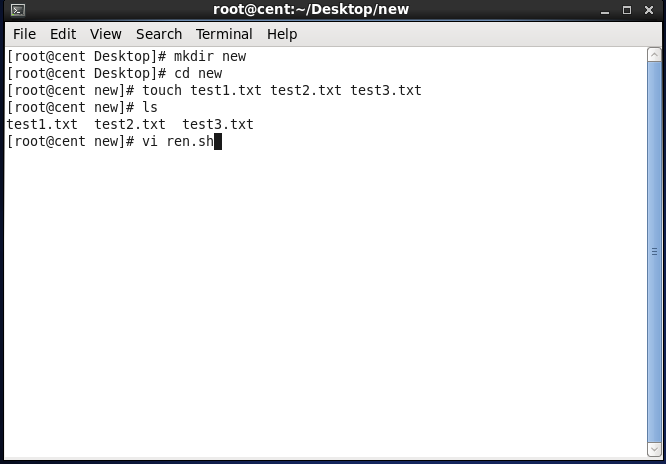 root@cent:~/Desktop/new
File Edit View Search Terminal Help
[root@cent Desktop]# mkdir new
[root@cent Desktop]# cd new
[root@cent new]# touch test1.txt test2.txt test3.txt
[root@cent new]# ls
test1.txt  test2.txt  test3.txt
[root@cent new]# vi ren.sh